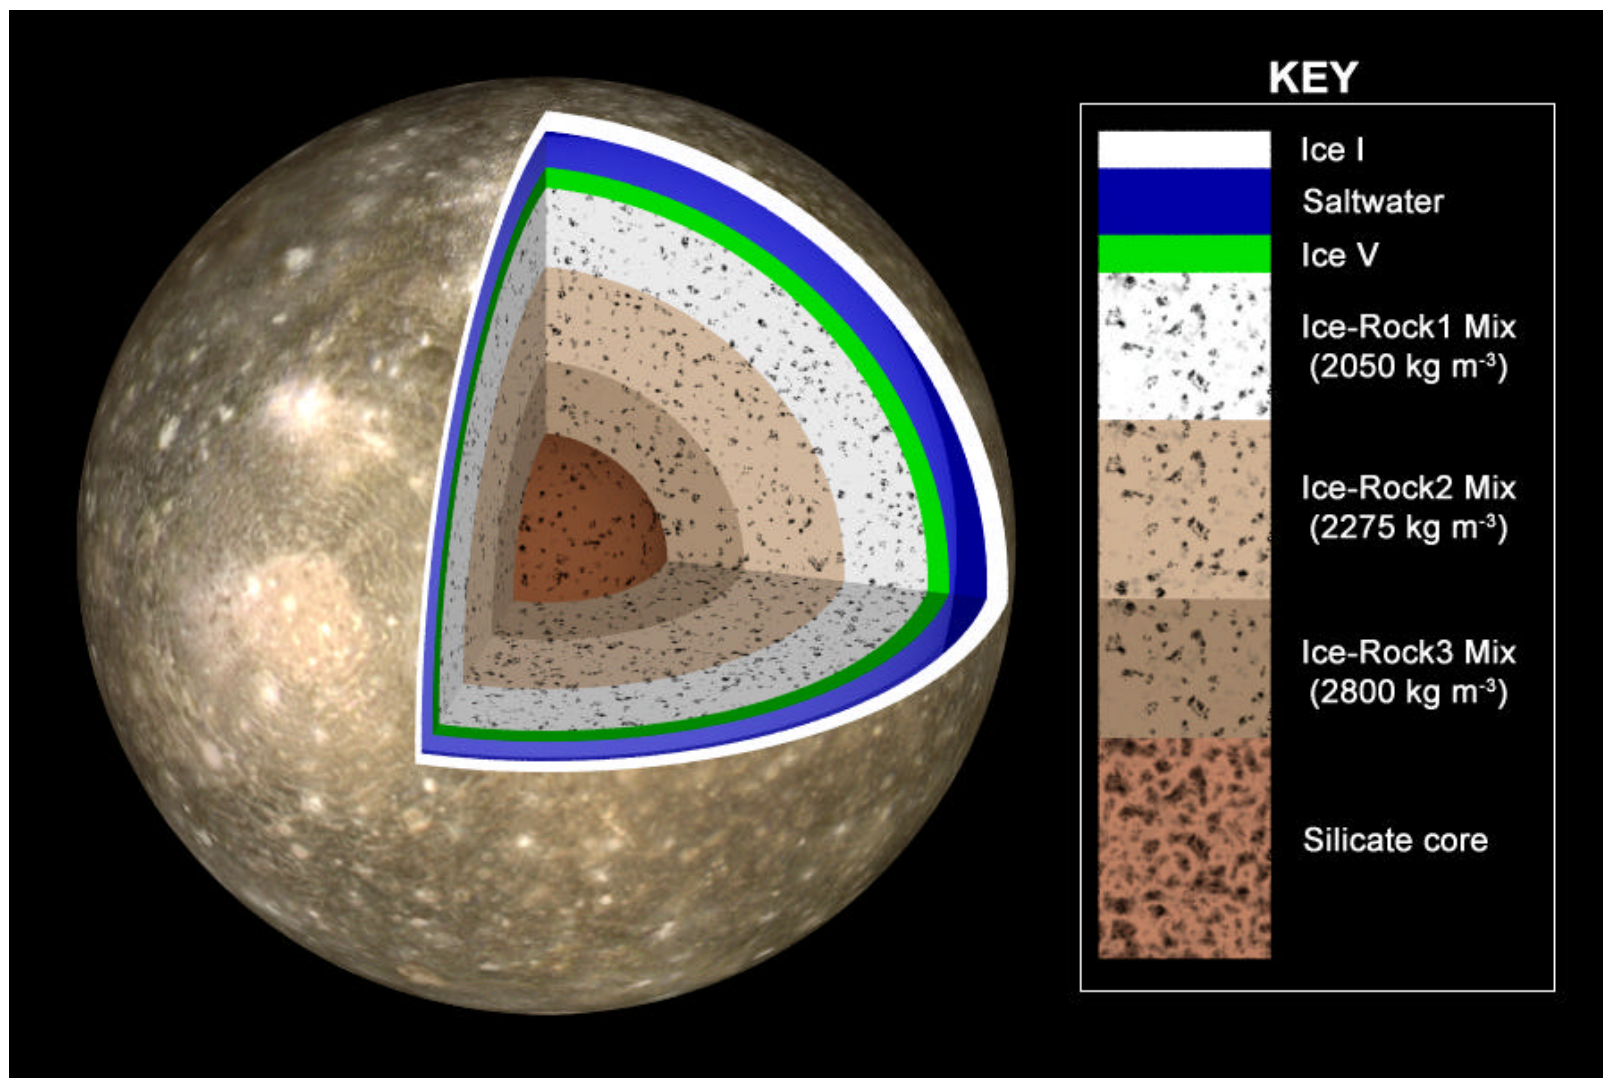 KEY
Ice I
Saltwater
Ice V
Ice-Rock1 Mix
(2050 kg m⁻³)
Ice-Rock2 Mix
(2275 kg m⁻³)
Ice-Rock3 Mix
(2800 kg m⁻³)
Silicate core